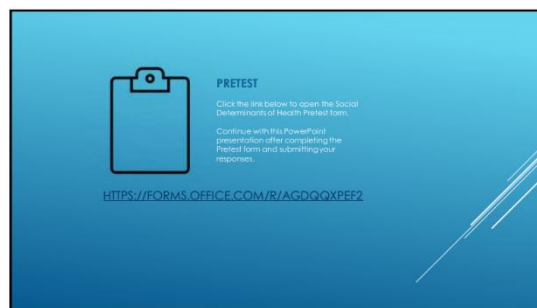 PRETEST
Click the link below to open the Social
Determinants of Health Pretest form.
Continue with this PowerPoint
presentation after completing the
Pretest form and submitting your
responses.
HTTPS://FORMS.OFFICE.COM/R/AGDQQXPEF2